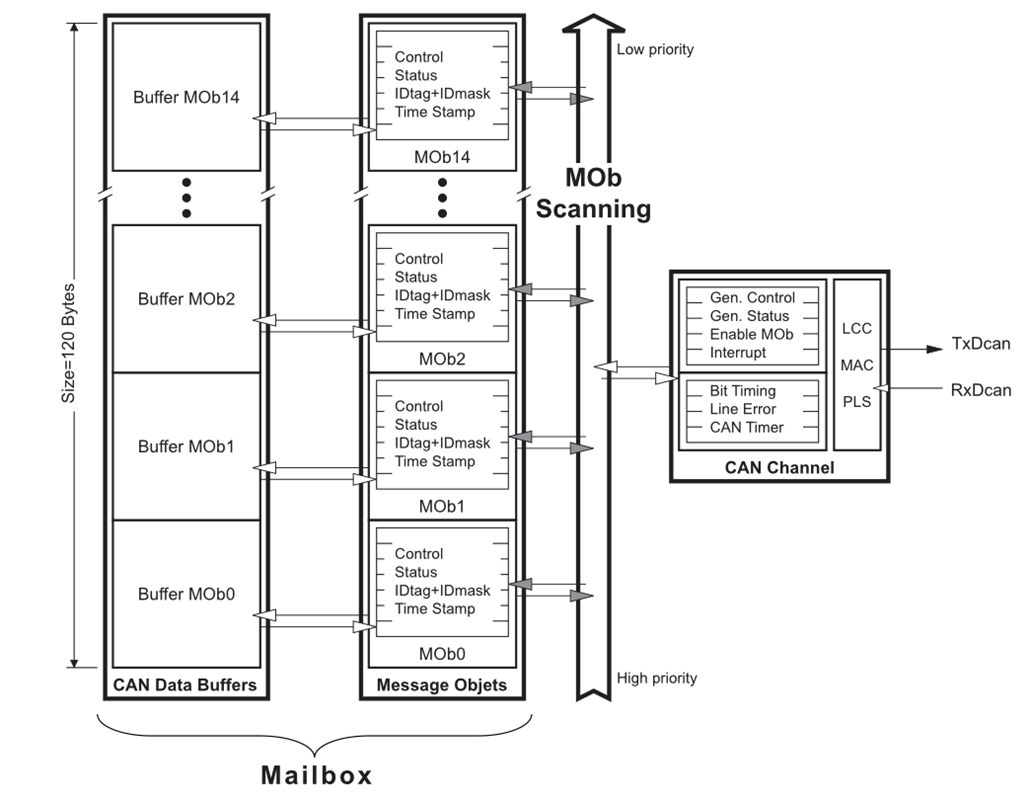 Size=120 Bytes
Buffer MOb14
Buffer MOb2
Buffer MOb1
Buffer MOb0
CAN Data Buffers
Control
Status
IDtag+IDmask
Time Stamp
MOb14
Control
Status
IDtag+IDmask
Time Stamp
MOb2
Control
Status
IDtag+IDmask
Time Stamp
MOb1
Control
Status
IDtag+IDmask
Time Stamp
MOb0
Message Objets
Mailbox
Low priority
MOb
Scanning
High priority
Gen. Control
Gen. Status
Enable MOb
Interrupt
Bit Timing
Line Error
CAN Timer
LCC
MAC
PLS
CAN Channel
TxDcan
RxDcan